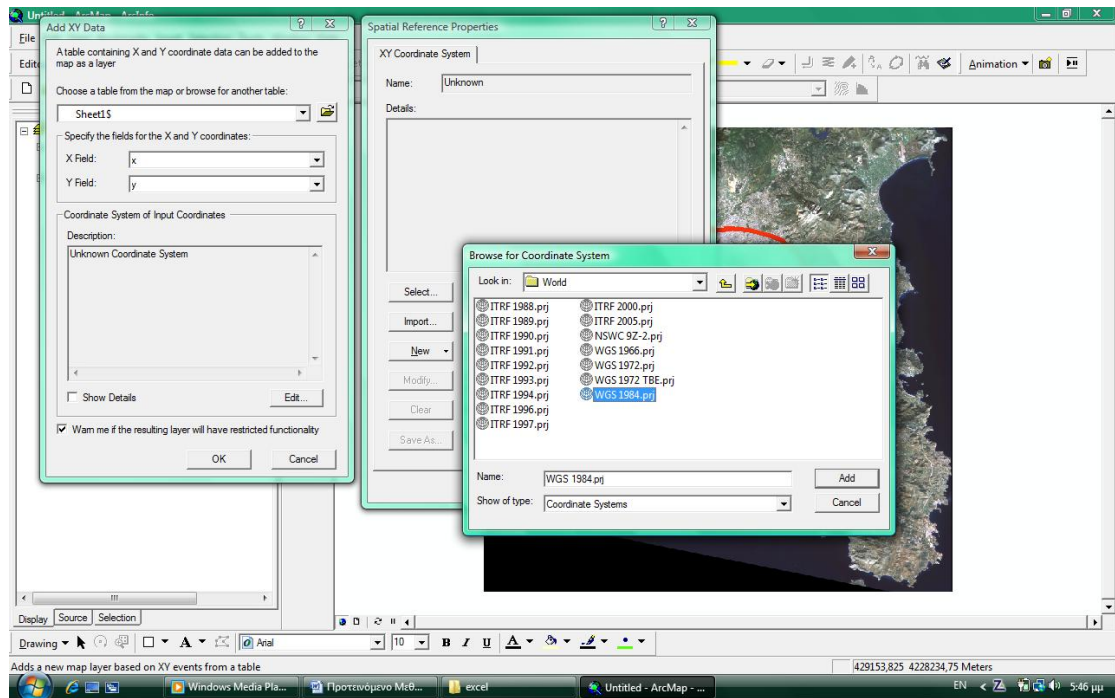 Untitled - ArcMap - ArcInfo
File
Editor
Animation
Add XY Data
A table containing X and Y coordinate data can be added to the
map as a layer
Choose a table from the map or browse for another table:
Sheet1$
Specify the fields for the X and Y coordinates:
X Field:
x
Y Field:
y
Coordinate System of Input Coordinates
Description:
Unknown Coordinate System
Show Details
Edit...
Warn me if the resulting layer will have restricted functionality
OK
Cancel
Spatial Reference Properties
XY Coordinate System
Name:
Unknown
Details:
Select...
Import...
New
Modify...
Clear
Save As...
Browse for Coordinate System
Look in:
World
ITRF 1988.prj
ITRF 1989.prj
ITRF 1990.prj
ITRF 1991.prj
ITRF 1992.prj
ITRF 1993.prj
ITRF 1994.prj
ITRF 1996.prj
ITRF 1997.prj
ITRF 2000.prj
ITRF 2005.prj
NSWC 9Z-2.prj
WGS 1966.prj
WGS 1972.prj
WGS 1972 TBE.prj
WGS 1984.prj
Name:
WGS 1984.prj
Add
Show of type:
Coordinate Systems
Cancel
Display
Source
Selection
Drawing
A
Arial
10
B
I
U
A
Adds a new map layer based on XY events from a table
429153,825 4228234,75 Meters
Windows Media Pla...
Προτεινόμενο Μεθ...
excel
Untitled - ArcMap - ...
EN
5:46 μμ